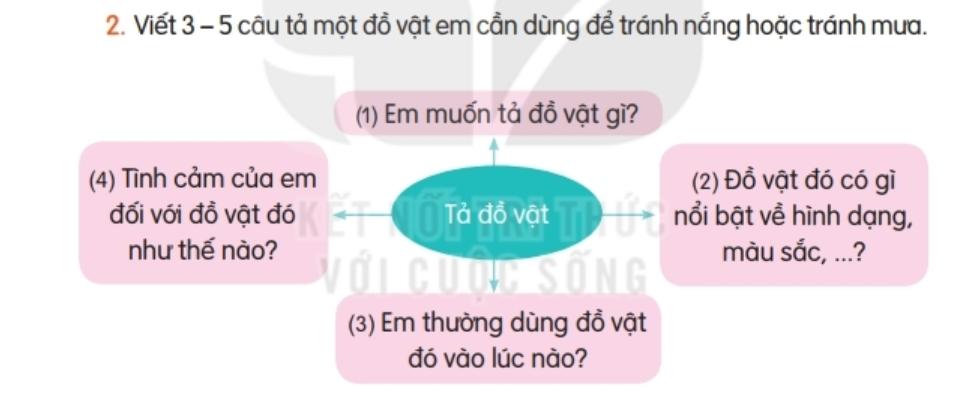 2. Viết 3 – 5 câu tả một đồ vật em cần dùng để tránh nắng hoặc tránh mưa.
(1) Em muốn tả đồ vật gì?
(4) Tình cảm của em
đối với đồ vật đó
như thế nào?
Tả đồ vật
(2) Đồ vật đó có gì
nổi bật về hình dạng,
màu sắc, ...?
(3) Em thường dùng đồ vật
đó vào lúc nào?
KẾT NỐI TRI THỨC
VỚI CUỘC SỐNG